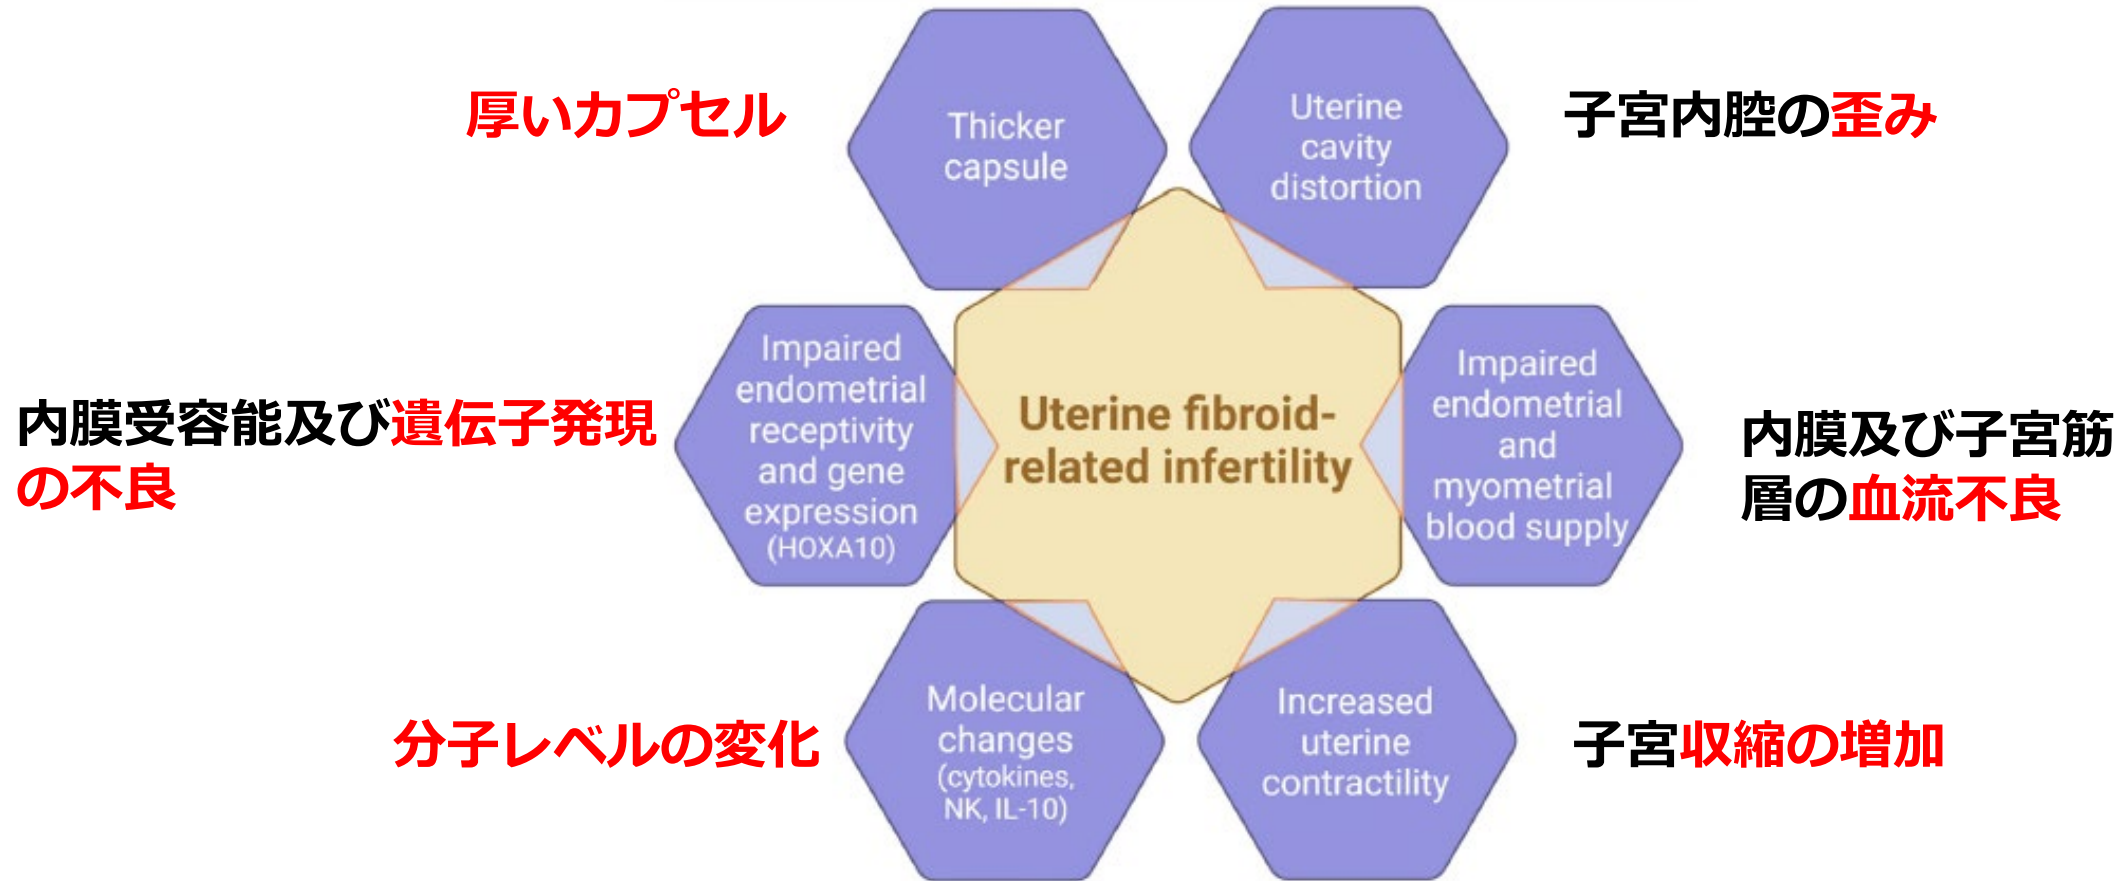 厚いカプセル
Thicker
capsule
Uterine
cavity
distortion
子宮内腔の歪み
内膜受容能及び遺伝子発現
の不良
Impaired
endometrial
receptivity
and gene
expression
(HOXA10)
Uterine fibroid-
related infertility
Impaired
endometrial
and
myometrial
blood supply
内膜及び子宮筋
層の血流不良
分子レベルの変化
Molecular
changes
(cytokines,
NK, IL-10)
Increased
uterine
contractility
子宮収縮の増加